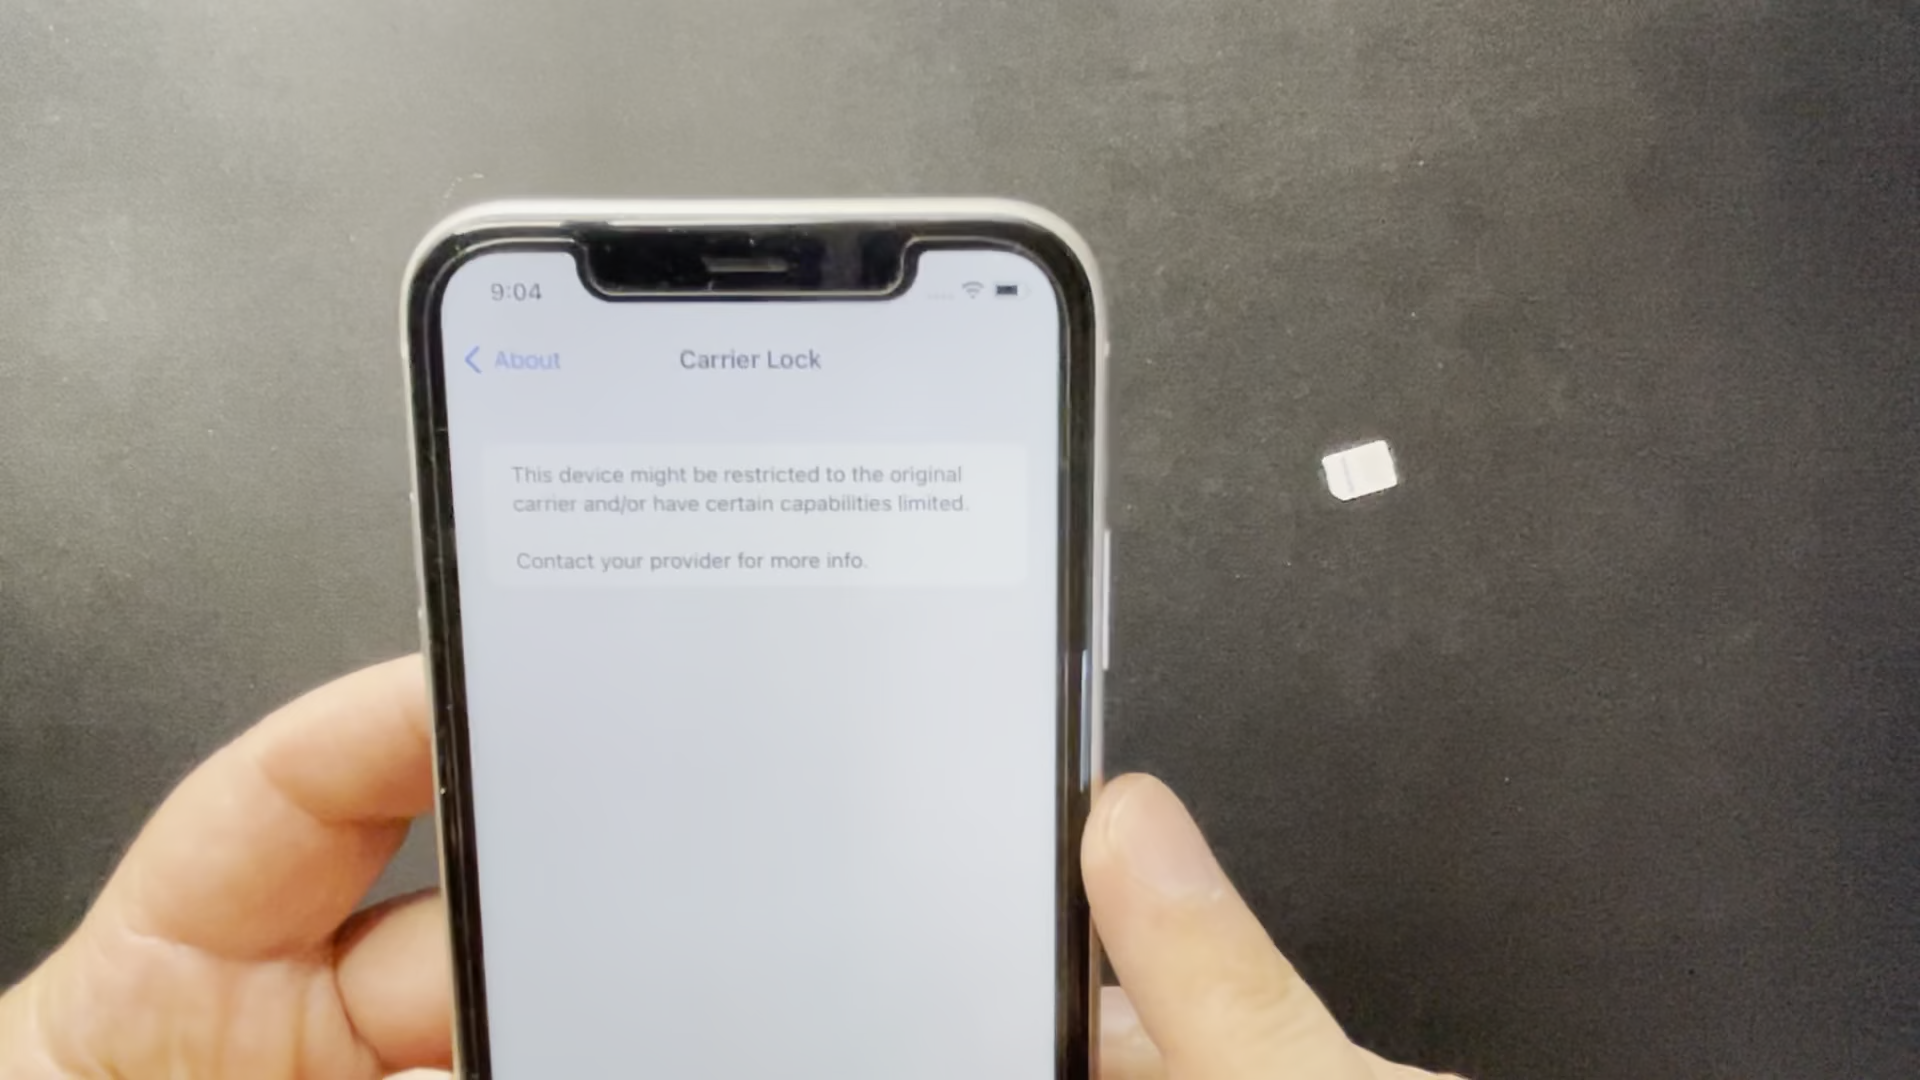 9:04
About
Carrier Lock
This device might be restricted to the original
carrier and/or have certain capabilities limited.
Contact your provider for more info.